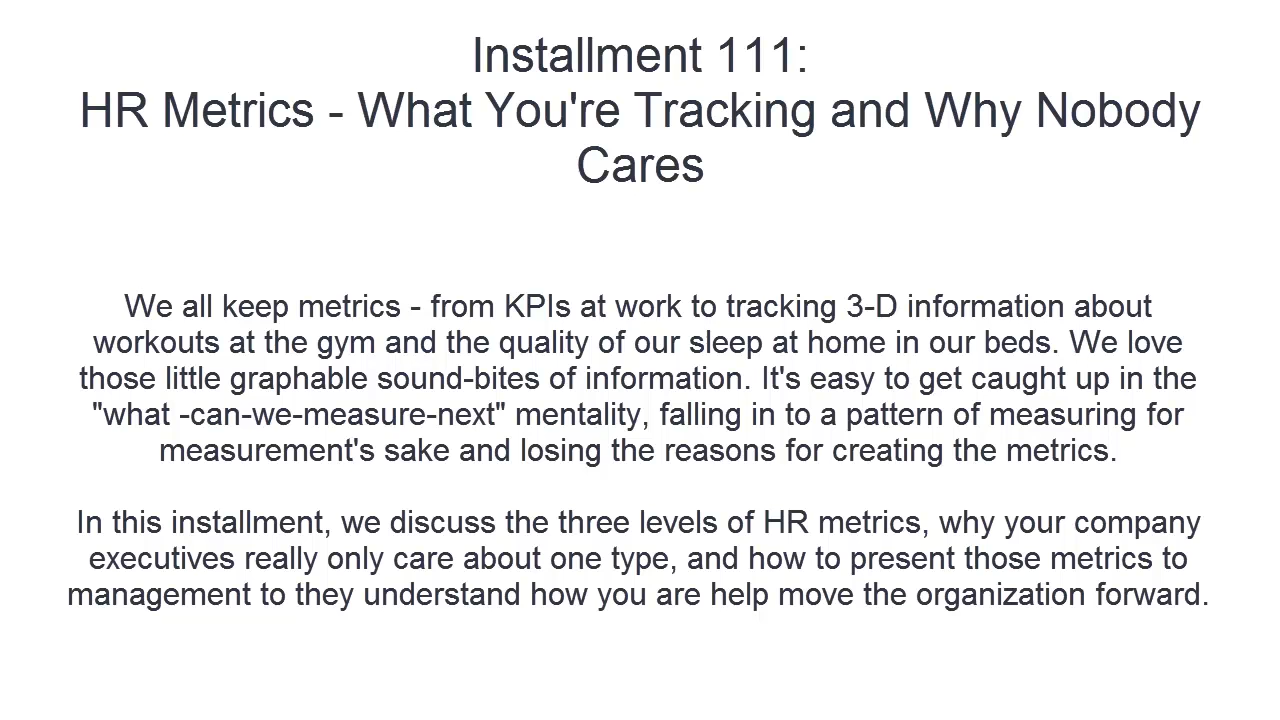 Installment 111:
HR Metrics - What You're Tracking and Why Nobody
Cares
We all keep metrics - from KPIs at work to tracking 3-D information about
workouts at the gym and the quality of our sleep at home in our beds. We love
those little graphable sound-bites of information. It's easy to get caught up in the
"what -can-we-measure-next" mentality, falling in to a pattern of measuring for
measurement's sake and losing the reasons for creating the metrics.
In this installment, we discuss the three levels of HR metrics, why your company
executives really only care about one type, and how to present those metrics to
management to they understand how you are help move the organization forward.